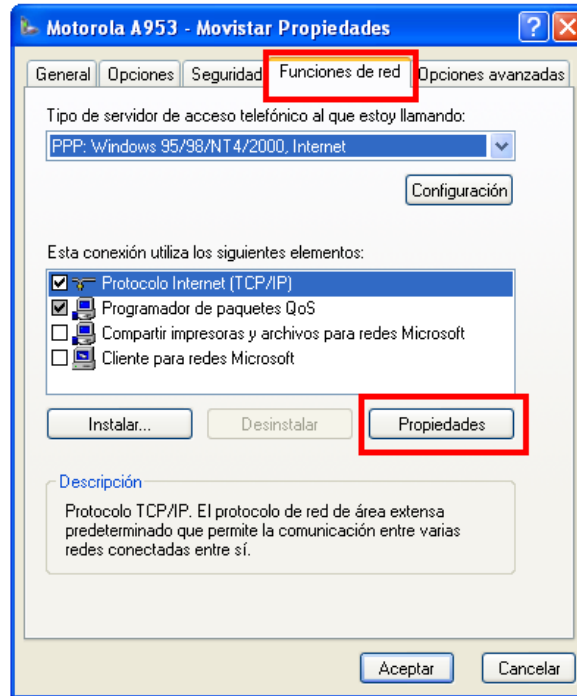 Motorola A953 - Movistar Propiedades
General Opciones Seguridad Funciones de red Opciones avanzadas
Tipo de servidor de acceso telefónico al que estoy llamando:
PPP: Windows 95/98/NT4/2000, Internet
Configuración
Esta conexión utiliza los siguientes elementos:
Protocolo Internet (TCP/IP)
Programador de paquetes QoS
Compartir impresoras y archivos para redes Microsoft
Cliente para redes Microsoft
Instalar... Desinstalar Propiedades
Descripción
Protocolo TCP/IP. El protocolo de red de área extensa
predeterminado que permite la comunicación entre varias
redes conectadas entre sí.
Aceptar Cancelar